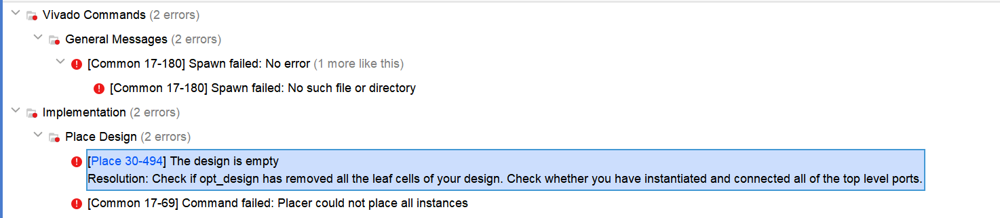 Vivado Commands (2 errors)
General Messages (2 errors)
[Common 17-180] Spawn failed: No error (1 more like this)
[Common 17-180] Spawn failed: No such file or directory
Implementation (2 errors)
Place Design (2 errors)
[Place 30-494] The design is empty
Resolution: Check if opt_design has removed all the leaf cells of your design. Check whether you have instantiated and connected all of the top level ports.
[Common 17-69] Command failed: Placer could not place all instances